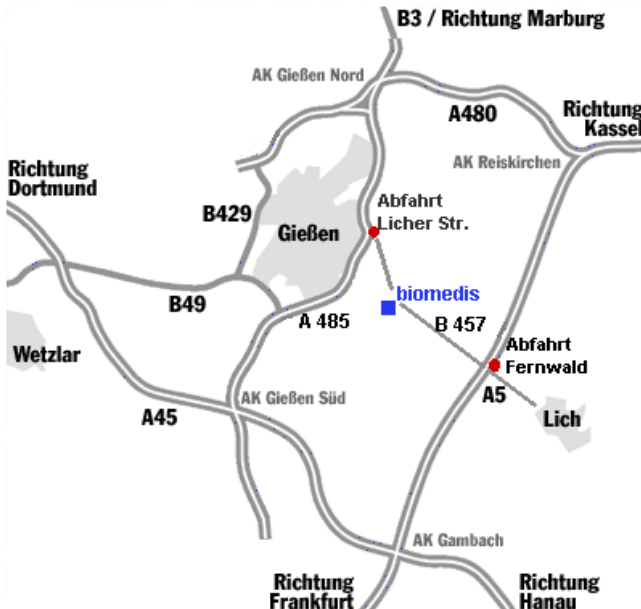 B3 / Richtung Marburg
AK Gießen Nord
A480
Richtung
Kassel
AK Reiskirchen
Richtung
Dortmund
B429
Gießen
Abfahrt
Licher Str.
biomedis
B49
A 485
B 457
Abfahrt
Fernwald
Wetzlar
A45
AK Gießen Süd
A5
Lich
AK Gambach
Richtung
Frankfurt
Richtung
Hanau